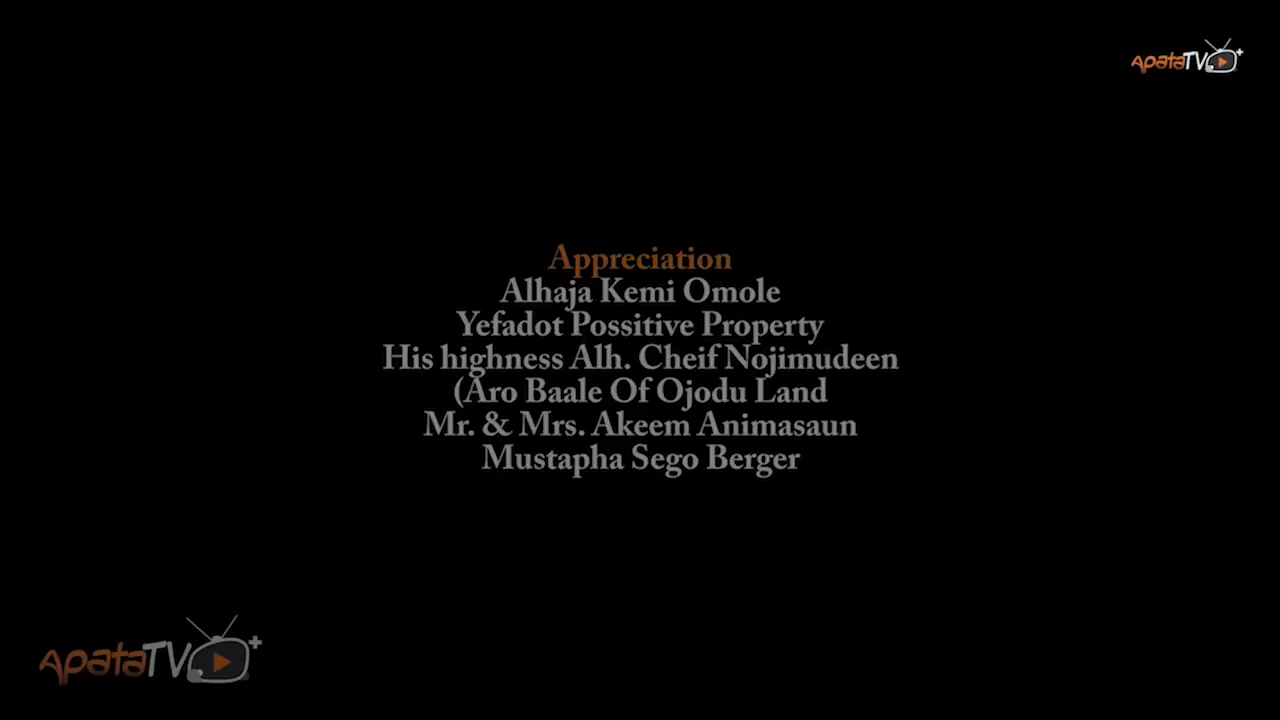 ApataTV+
Appreciation
Alhaja Kemi Omole
Yefadot Possitive Property
His highness Alh. Cheif Nojimudeen
(Aro Baale Of Ojodu Land
Mr. & Mrs. Akeem Animasaun
Mustapha Sego Berger
ApataTV+